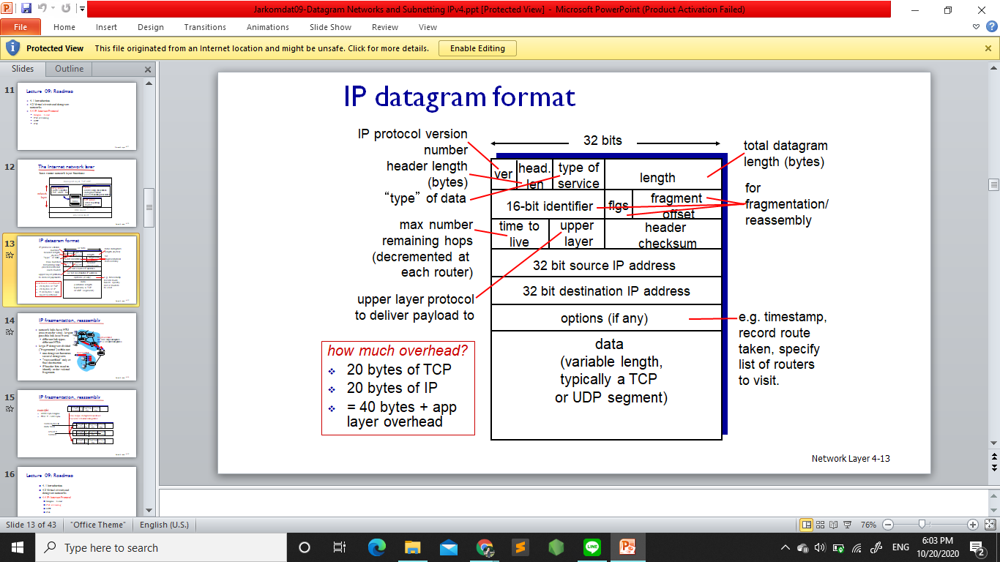 Jarkomdat09-Datagram Networks and Subnetting IPv4.ppt [Protected View] - Microsoft PowerPoint (Product Activation Failed)
File Home Insert Design Transitions Animations Slide Show Review View
Protected View This file originated from an Internet location and might be unsafe. Click for more details. Enable Editing
Slides Outline
11
Lecture 09: Roadmap
12
The Internet network layer
13
IP datagram format
14
IP fragmentation, reassembly
15
IP fragmentation, reassembly
16
Lecture 09: Roadmap
IP datagram format
32 bits
IP protocol version
number
header length
(bytes)
“type” of data
max number
remaining hops
(decremented at
each router)
upper layer protocol
to deliver payload to
how much overhead?
20 bytes of TCP
20 bytes of IP
= 40 bytes + app
layer overhead
ver
head.
len
type of
service
length
16-bit identifier
flgs
fragment
offset
time to
live
upper
layer
header
checksum
32 bit source IP address
32 bit destination IP address
options (if any)
data
(variable length,
typically a TCP
or UDP segment)
total datagram
length (bytes)
for
fragmentation/
reassembly
e.g. timestamp,
record route
taken, specify
list of routers
to visit.
Network Layer 4-13
Slide 13 of 43 "Office Theme" English (U.S.) 76%
Type here to search
ENG
6:03 PM
10/20/2020
2